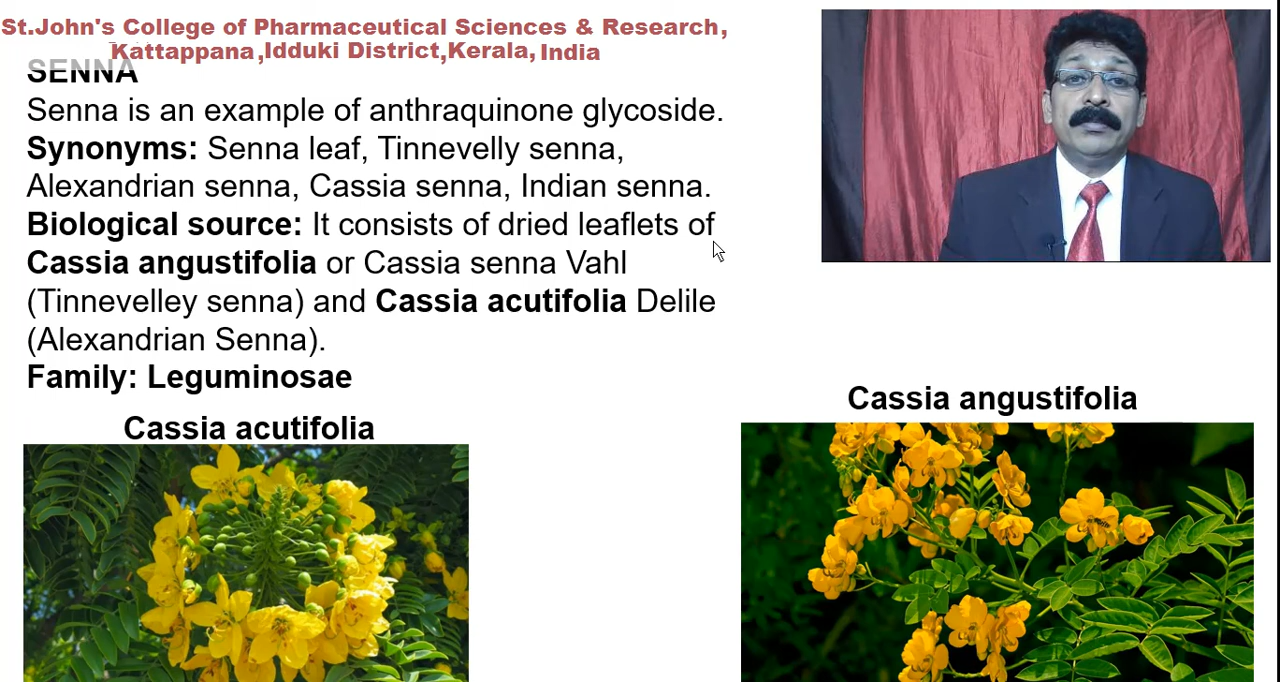 St.John's College of Pharmaceutical Sciences & Research,
Kattappana,Idduki District,Kerala, India
SENNA
Senna is an example of anthraquinone glycoside.
Synonyms: Senna leaf, Tinnevelly senna,
Alexandrian senna, Cassia senna, Indian senna.
Biological source: It consists of dried leaflets of
Cassia angustifolia or Cassia senna Vahl
(Tinnevelley senna) and Cassia acutifolia Delile
(Alexandrian Senna).
Family: Leguminosae
Cassia acutifolia
Cassia angustifolia